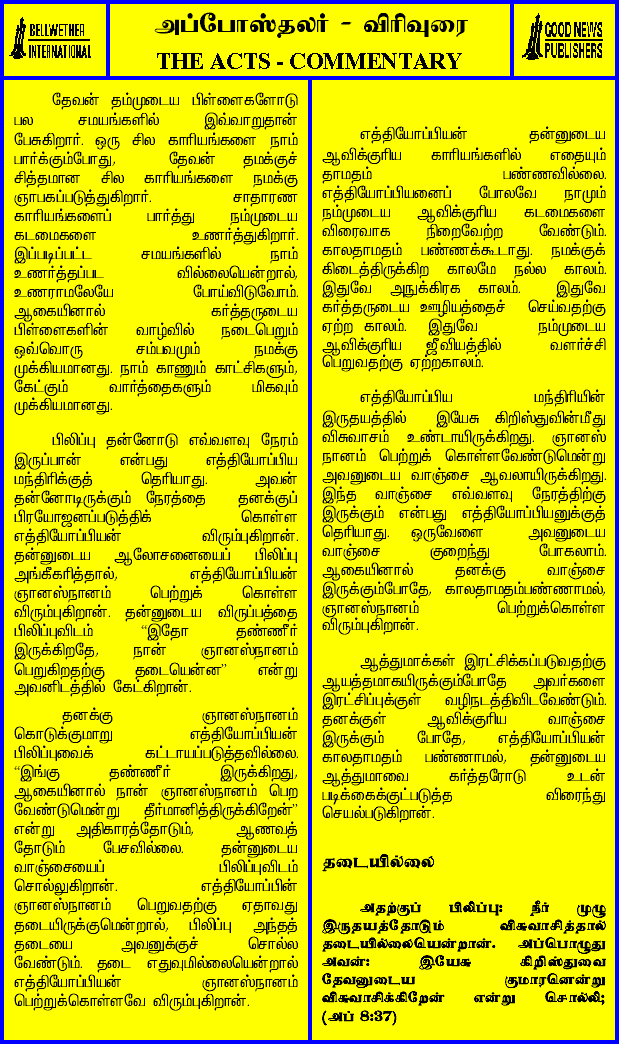 BELLWETHER
INTERNATIONAL
அப்போஸ்தலர் - விரிவுரை
THE ACTS - COMMENTARY
GOOD NEWS
PUBLISHERS
தேவன் தம்முடைய பிள்ளைகளோடு
பல சமயங்களில் இவ்வாறுதான்
பேசுகிறார். ஒரு சில காரியங்களை நாம்
பார்க்கும்போது, தேவன் தமக்குச்
சித்தமான சில காரியங்களை நமக்கு
ஞாபகப்படுத்துகிறார். சாதாரண
காரியங்களைப் பார்த்து நம்முடைய
கடமைகளை உணர்த்துகிறார்.
இப்படிப்பட்ட சமயங்களில் நாம்
உணர்த்தப்பட வில்லையென்றால்,
உணராமலேயே போய்விடுவோம்.
ஆகையினால் கர்த்தருடைய
பிள்ளைகளின் வாழ்வில் நடைபெறும்
ஒவ்வொரு சம்பவமும் நமக்கு
முக்கியமானது. நாம் காணும் காட்சிகளும்,
கேட்கும் வார்த்தைகளும் மிகவும்
முக்கியமானது.
பிலிப்பு தன்னோடு எவ்வளவு நேரம்
இருப்பான் என்பது எத்தியோப்பிய
மந்திரிக்குத் தெரியாது. அவன்
தன்னோடிருக்கும் நேரத்தை தனக்குப்
பிரயோஜனப்படுத்திக் கொள்ள
எத்தியோப்பியன் விரும்புகிறான்.
தன்னுடைய ஆலோசனையைப் பிலிப்பு
அங்கீகரித்தால், எத்தியோப்பியன்
ஞானஸ்நானம் பெற்றுக் கொள்ள
விரும்புகிறான். தன்னுடைய விருப்பத்தை
பிலிப்புவிடம் “இதோ தண்ணீர்
இருக்கிறதே, நான் ஞானஸ்நானம்
பெறுகிறதற்கு தடையென்ன” என்று
அவனிடத்தில் கேட்கிறான்.
தனக்கு ஞானஸ்நானம்
கொடுக்குமாறு எத்தியோப்பியன்
பிலிப்புவைக் கட்டாயப்படுத்தவில்லை.
“இங்கு தண்ணீர் இருக்கிறது,
ஆகையினால் நான் ஞானஸ்நானம் பெற
வேண்டுமென்று தீர்மானித்திருக்கிறேன்”
என்று அதிகாரத்தோடும், ஆணவத்
தோடும் பேசவில்லை. தன்னுடைய
வாஞ்சையைப் பிலிப்புவிடம்
சொல்லுகிறான். எத்தியோப்பின்
ஞானஸ்நானம் பெறுவதற்கு ஏதாவது
தடையிருக்குமென்றால், பிலிப்பு அந்தத்
தடையை அவனுக்குச் சொல்ல
வேண்டும். தடை எதுவுமில்லையென்றால்
எத்தியோப்பியன் ஞானஸ்நானம்
பெற்றுக்கொள்ளவே விரும்புகிறான்.
எத்தியோப்பியன் தன்னுடைய
ஆவிக்குரிய காரியங்களில் எதையும்
தாமதம் பண்ணவில்லை.
எத்தியோப்பியனைப் போலவே நாமும்
நம்முடைய ஆவிக்குரிய கடமைகளை
விரைவாக நிறைவேற்ற வேண்டும்.
காலதாமதம் பண்ணக்கூடாது. நமக்குக்
கிடைத்திருக்கிற காலமே நல்ல காலம்.
இதுவே அநுக்கிரக காலம். இதுவே
கர்த்தருடைய ஊழியத்தைச் செய்வதற்கு
ஏற்ற காலம். இதுவே நம்முடைய
ஆவிக்குரிய ஜீவியத்தில் வளர்ச்சி
பெறுவதற்கு ஏற்றகாலம்.
எத்தியோப்பிய மந்திரியின்
இருதயத்தில் இயேசு கிறிஸ்துவின்மீது
விசுவாசம் உண்டாயிருக்கிறது. ஞானஸ்
நானம் பெற்றுக் கொள்ளவேண்டுமென்று
அவனுடைய வாஞ்சை ஆவலாயிருக்கிறது.
இந்த வாஞ்சை எவ்வளவு நேரத்திற்கு
இருக்கும் என்பது எத்தியோப்பியனுக்குத்
தெரியாது. ஒருவேளை அவனுடைய
வாஞ்சை குறைந்து போகலாம்.
ஆகையினால் தனக்கு வாஞ்சை
இருக்கும்போதே, காலதாமதம்பண்ணாமல்,
ஞானஸ்நானம் பெற்றுக்கொள்ள
விரும்புகிறான்.
ஆத்துமாக்கள் இரட்சிக்கப்படுவதற்கு
ஆயத்தமாகயிருக்கும்போதே அவர்களை
இரட்சிப்புக்குள் வழிநடத்திவிடவேண்டும்.
தனக்குள் ஆவிக்குரிய வாஞ்சை
இருக்கும் போதே, எத்தியோப்பியன்
காலதாமதம் பண்ணாமல், தன்னுடைய
ஆத்துமாவை கர்த்தரோடு உடன்
படிக்கைக்குட்படுத்த விரைந்து
செயல்படுகிறான்.
தடையில்லை
அதற்குப் பிலிப்பு: நீர் முழு
இருதயத்தோடும் விசுவாசித்தால்
தடையில்லையென்றான். அப்பொழுது
அவன்: இயேசு கிறிஸ்துவை
தேவனுடைய குமாரனென்று
விசுவாசிக்கிறேன் என்று சொல்லி;
(அப் 8:37)